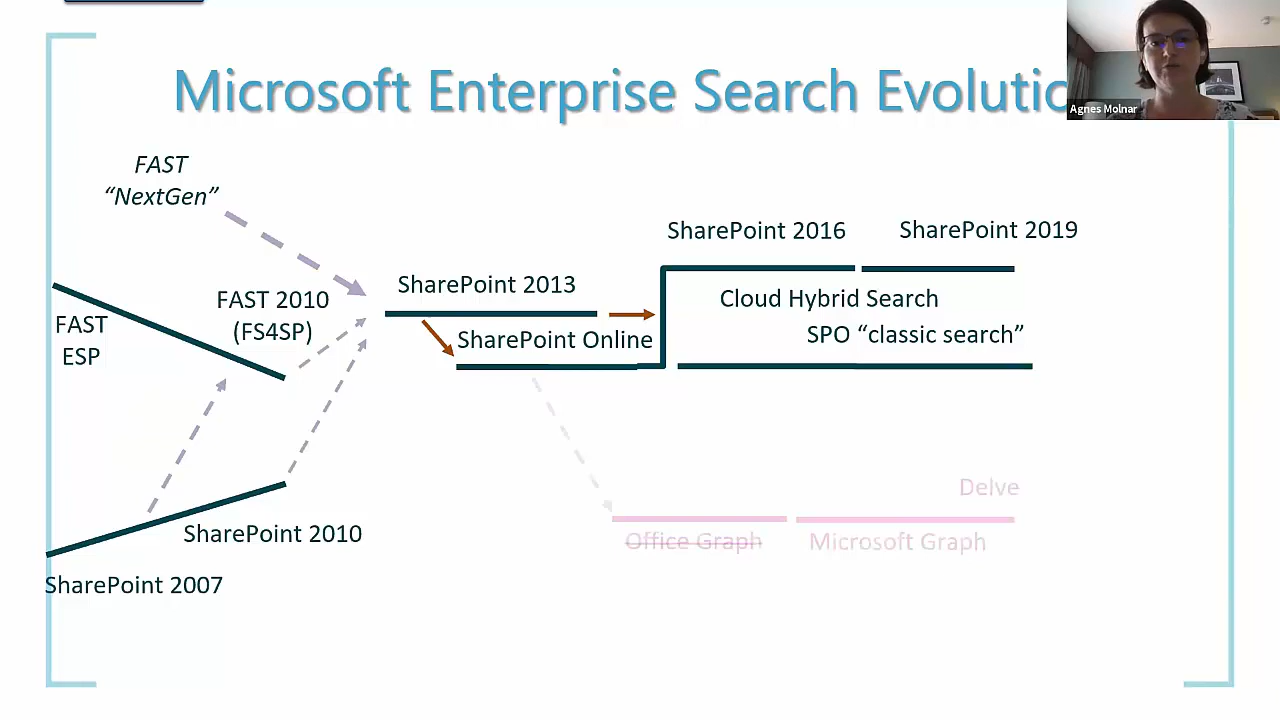 Microsoft Enterprise Search Evolutio
Agnes Molnar
FAST
“NextGen”
SharePoint 2016
SharePoint 2019
SharePoint 2013
FAST 2010
(FS4SP)
Cloud Hybrid Search
FAST
ESP
SharePoint Online
SPO “classic search”
Delve
SharePoint 2010
Office Graph
Microsoft Graph
SharePoint 2007